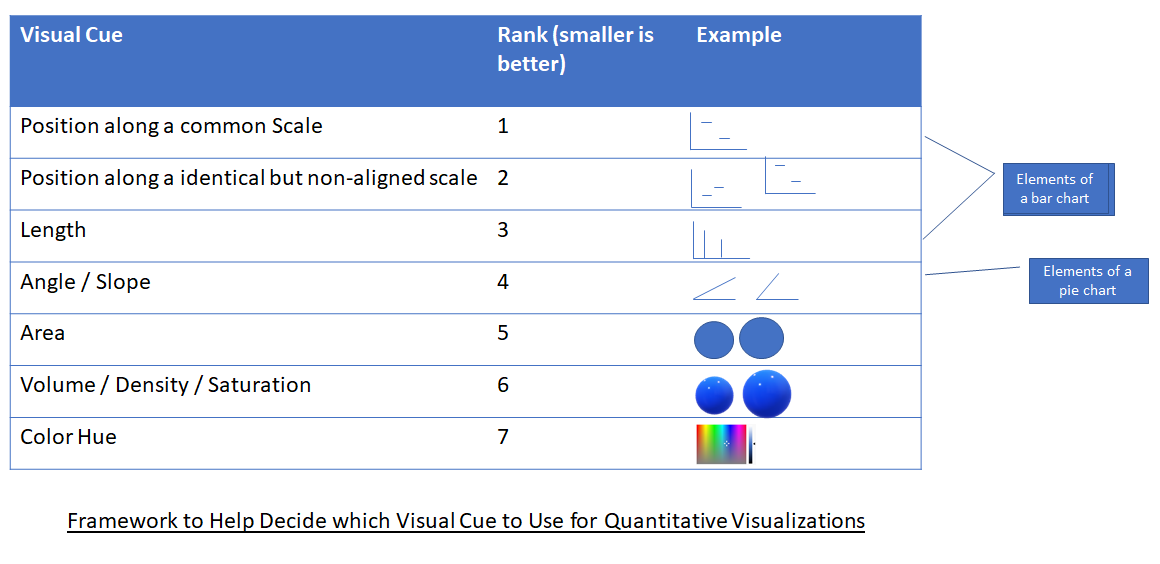 Visual Cue
Rank (smaller is
better)
Example
Position along a common Scale
1
Position along a identical but non-aligned scale
2
Length
3
Angle / Slope
4
Area
5
Volume / Density / Saturation
6
Color Hue
7
Elements of
a bar chart
Elements of a
pie chart
Framework to Help Decide which Visual Cue to Use for Quantitative Visualizations